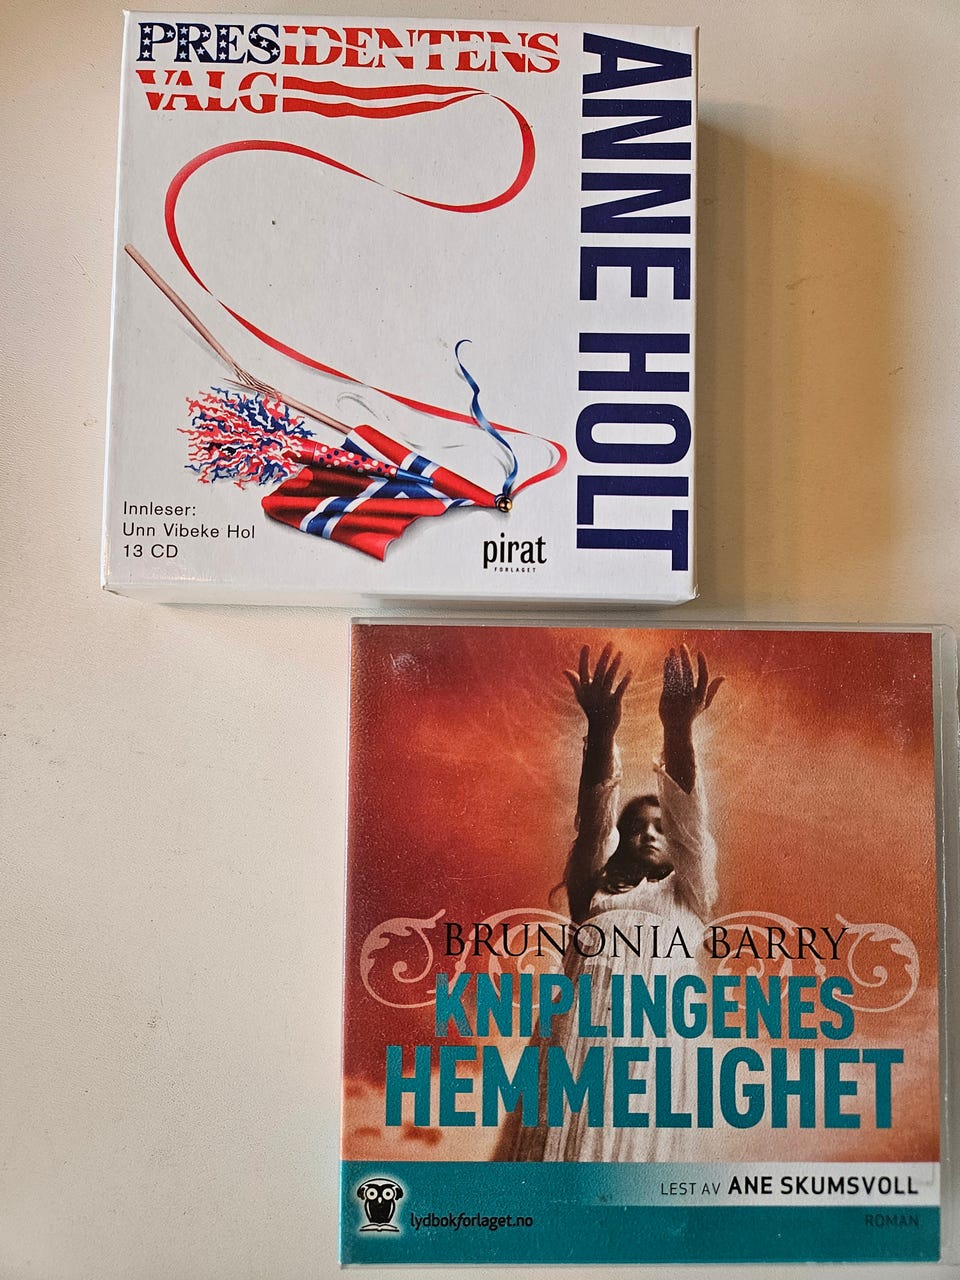 PRESIDENTENS
VALG
ANNE HOLT
Innleser:
Unn Vibeke Hol
13 CD
pirat
FORLAGET
BRUNONIA BARRY
KNIPLINGENES
HEMMELIGHET
LEST AV ANE SKUMSVOLL
lydbokforlaget.no
ROMAN